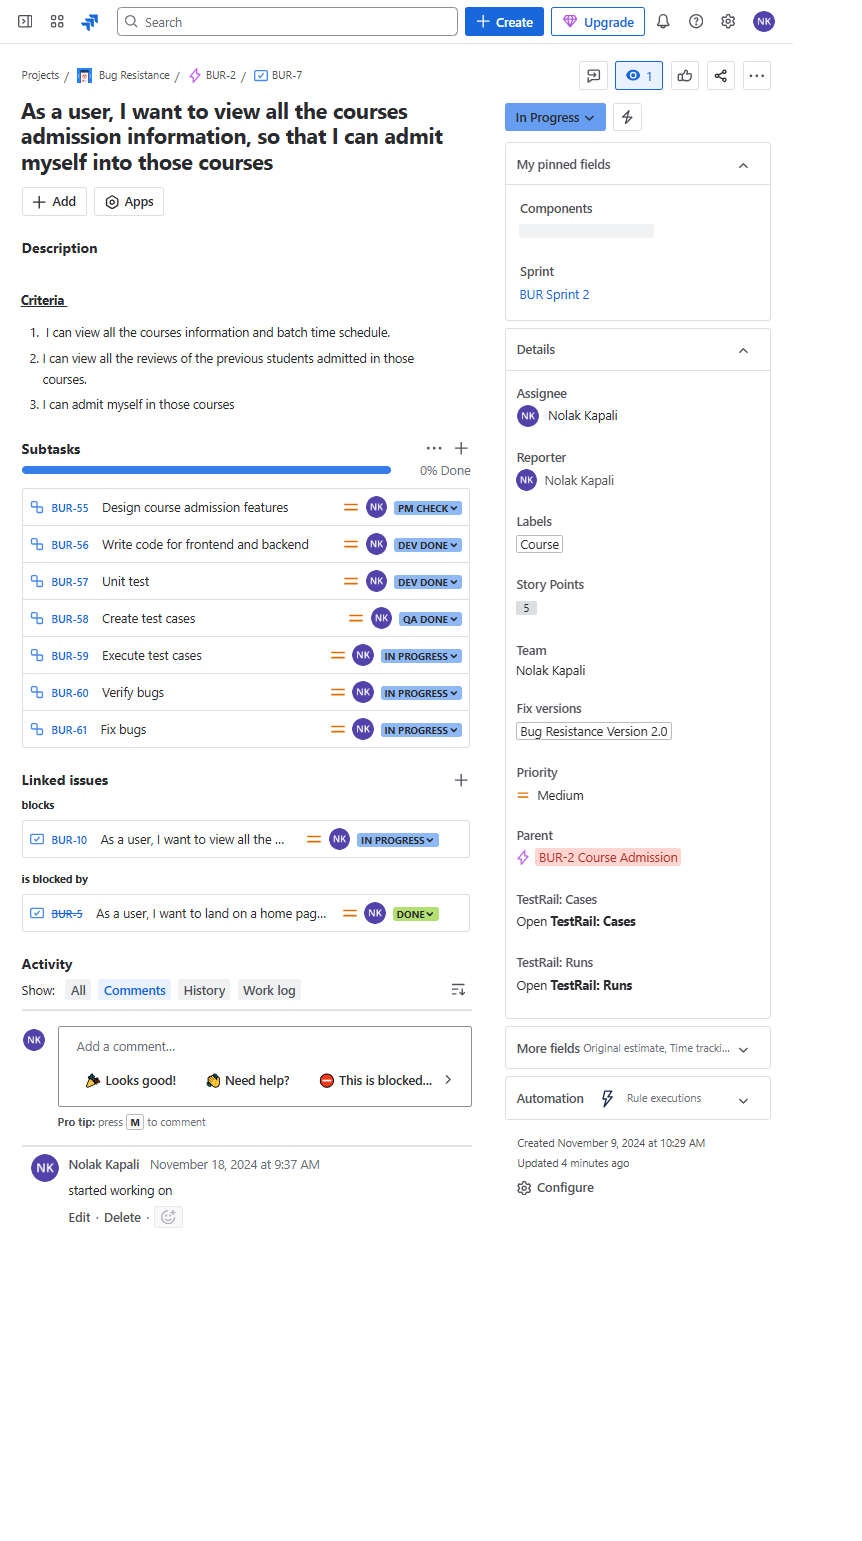 Search
Create
Upgrade
NK
Projects / Bug Resistance / BUR-2 / BUR-7
1
As a user, I want to view all the courses
admission information, so that I can admit
myself into those courses
Add
Apps
Description
Criteria
1. I can view all the courses information and batch time schedule.
2. I can view all the reviews of the previous students admitted in those
courses.
3. I can admit myself in those courses
Subtasks
0% Done
BUR-55 Design course admission features NK PM CHECK
BUR-56 Write code for frontend and backend NK DEV DONE
BUR-57 Unit test NK DEV DONE
BUR-58 Create test cases NK QA DONE
BUR-59 Execute test cases NK IN PROGRESS
BUR-60 Verify bugs NK IN PROGRESS
BUR-61 Fix bugs NK IN PROGRESS
Linked issues
blocks
BUR-10 As a user, I want to view all the ... NK IN PROGRESS
is blocked by
BUR-5 As a user, I want to land on a home pag... NK DONE
Activity
Show: All Comments History Work log
NK
Add a comment...
Looks good! Need help? This is blocked...
Pro tip: press M to comment
NK Nolak Kapali November 18, 2024 at 9:37 AM
started working on
Edit · Delete ·
In Progress
My pinned fields
Components
Sprint
BUR Sprint 2
Details
Assignee
NK Nolak Kapali
Reporter
NK Nolak Kapali
Labels
Course
Story Points
5
Team
Nolak Kapali
Fix versions
Bug Resistance Version 2.0
Priority
Medium
Parent
BUR-2 Course Admission
TestRail: Cases
Open TestRail: Cases
TestRail: Runs
Open TestRail: Runs
More fields Original estimate, Time tracki...
Automation Rule executions
Created November 9, 2024 at 10:29 AM
Updated 4 minutes ago
Configure